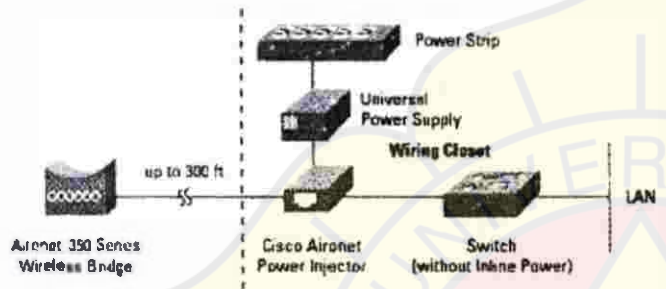 Power Strip
Universal
Power Supply
Wiring Closet
up to 300 ft
LAN
Aironet 350 Series
Wireless Bridge
Cisco Aironet
Power Injector
Switch
(without Inline Power)
UNIVER